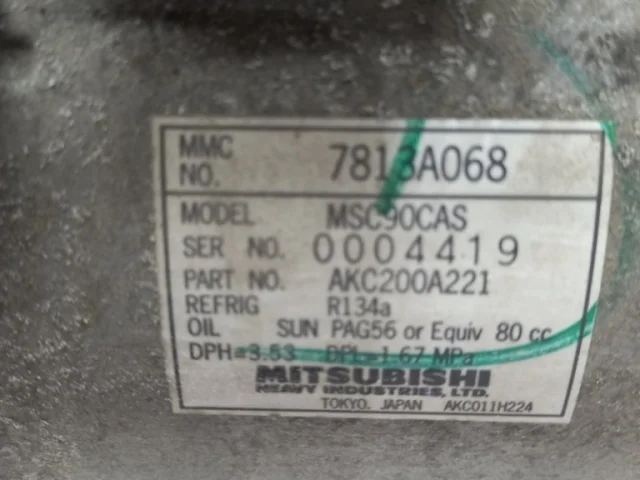 MMC NO. 7813A068
MODEL MSC90CAS
SER NO. 0004419
PART NO. AKC200A221
REFRIG R134a
OIL SUN PAG56 or Equiv 80 cc
DPH=3.53 DPL=1.67 MPa
MITSUBISHI
HEAVY INDUSTRIES, LTD.
TOKYO. JAPAN AKC011H224